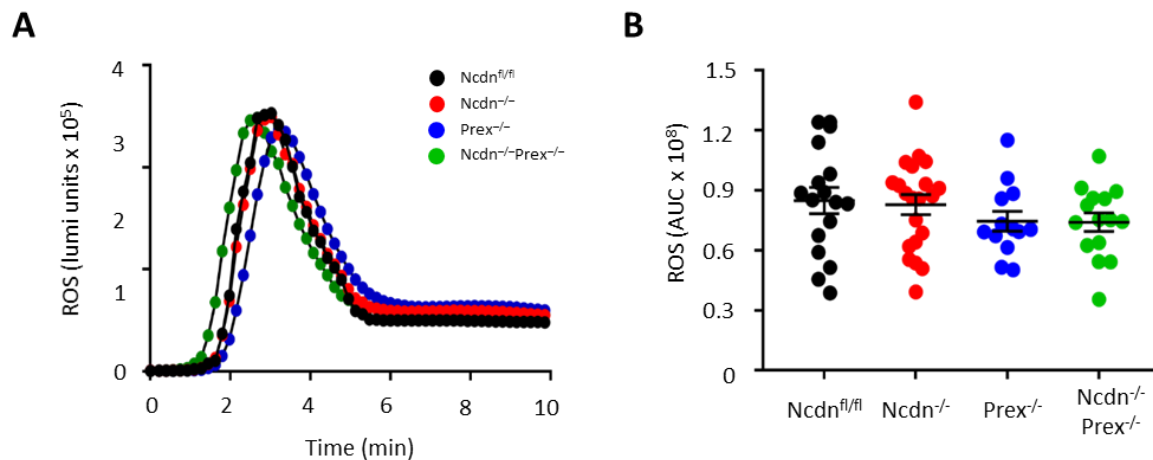 A
ROS (lumi units x 10⁵)
4
3
2
1
0
0 2 4 6 8 10
Time (min)
Ncdnᶠˡ/ᶠˡ
Ncdn⁻/⁻
Prex⁻/⁻
Ncdn⁻/⁻Prex⁻/⁻
B
ROS (AUC x 10⁸)
1.5
1.2
0.9
0.6
0.3
0
Ncdnᶠˡ/ᶠˡ Ncdn⁻/⁻ Prex⁻/⁻ Ncdn⁻/⁻
Prex⁻/⁻